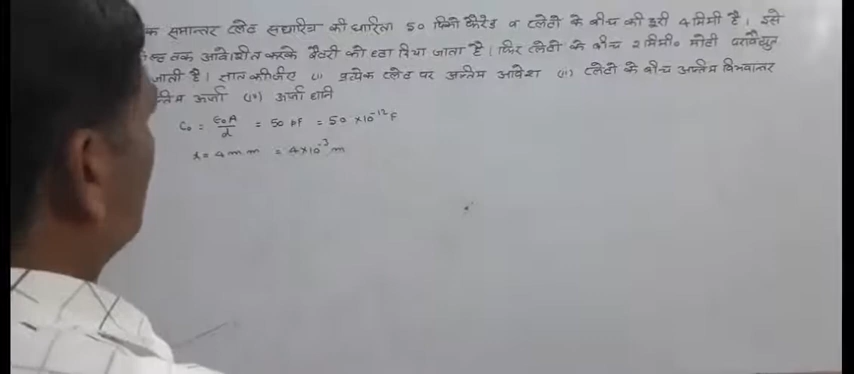 क समान्तर प्लेट संधारित्र की धारिता 50 पिको फैरेड व प्लेटो के बीच की दूरी 4 मिमी है। इसे
तक आवेशीत करके बैटरी को हटा दिया जाता है। फिर प्लेटो के बीच 2 मिमी० मोटी परावैद्युत
जाती है। ज्ञात कीजिए (i) प्रत्येक प्लेट पर अन्तिम आवेश (ii) प्लेटो के बीच अन्तिम विभवान्तर
ऊर्जा (iv) ऊर्जा हानि
C₀ = ε₀A/d = 50 pF = 50 ×10⁻¹² F
= 4 mm = 4×10⁻³ m